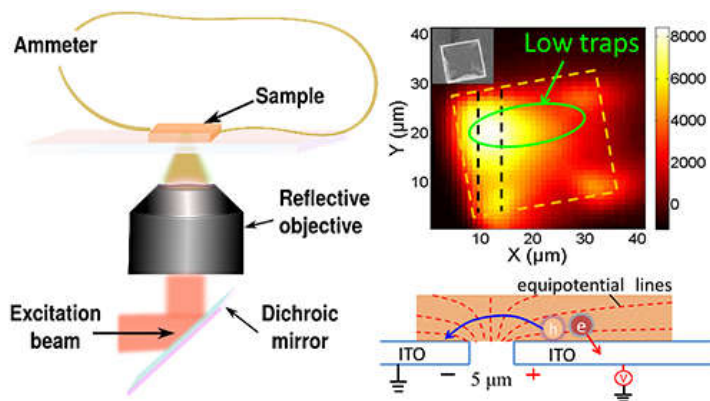 Ammeter
Sample
Reflective
objective
Excitation
beam
Dichroic
mirror
Low traps
40
30
20
10
Y (μm)
10 20 30 40
X (μm)
8000
6000
4000
2000
0
equipotential lines
h e
ITO
ITO
− 5 μm +
V